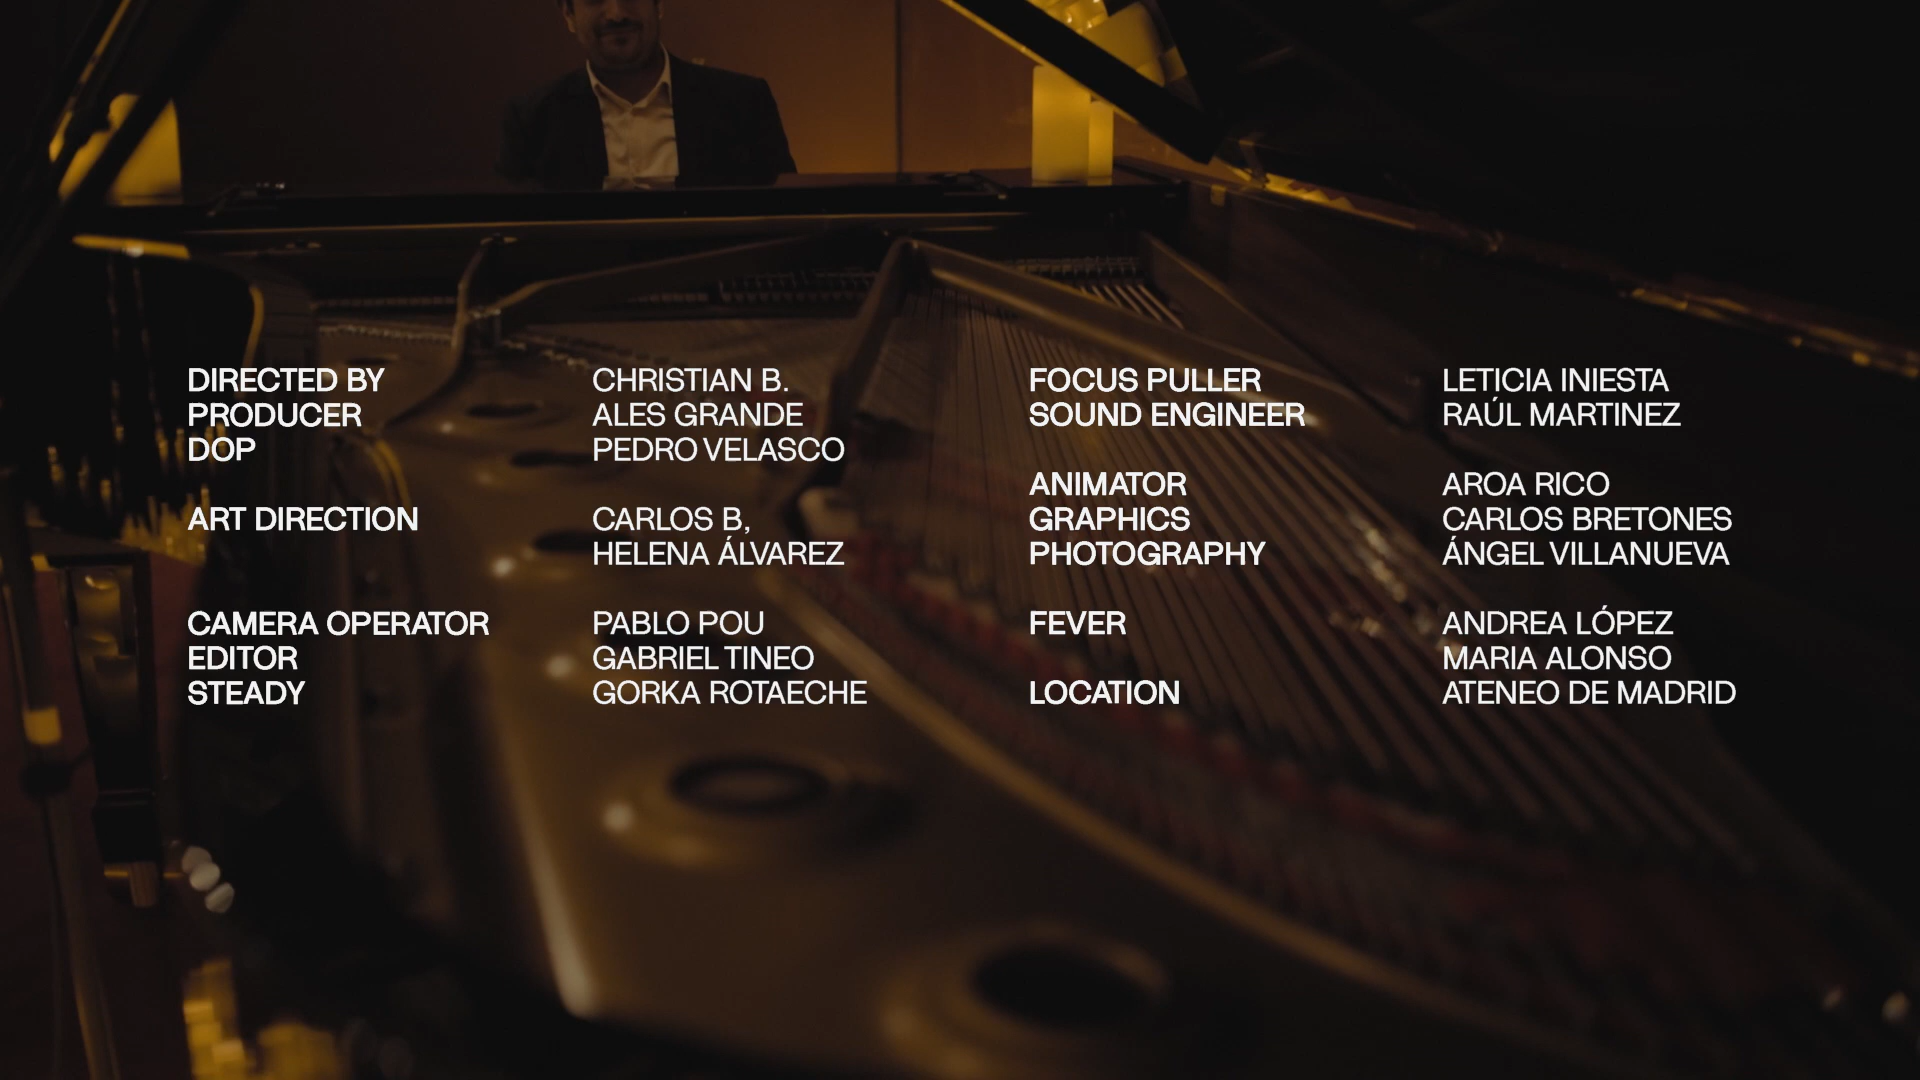 DIRECTED BY CHRISTIAN B.
PRODUCER ALES GRANDE
DOP PEDRO VELASCO
ART DIRECTION CARLOS B,
HELENA ÁLVAREZ
CAMERA OPERATOR PABLO POU
EDITOR GABRIEL TINEO
STEADY GORKA ROTAECHE
FOCUS PULLER LETICIA INIESTA
SOUND ENGINEER RAÚL MARTINEZ
ANIMATOR AROA RICO
GRAPHICS CARLOS BRETONES
PHOTOGRAPHY ÁNGEL VILLANUEVA
FEVER ANDREA LÓPEZ
MARIA ALONSO
LOCATION ATENEO DE MADRID